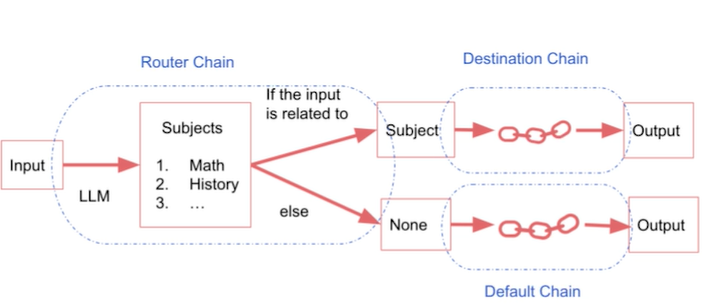 Router Chain
Destination Chain
If the input
is related to
Subjects
Subject
Output
Input
1. Math
2. History
3. ...
LLM
else
None
Output
Default Chain